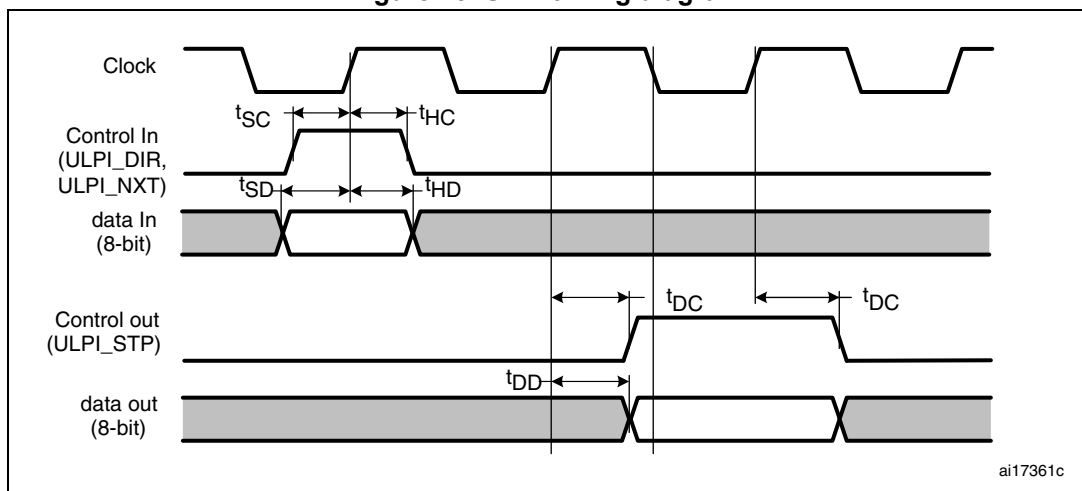 Clock
tSC
tHC
Control In
(ULPI_DIR,
ULPI_NXT)
tSD
tHD
data In
(8-bit)
tDC
tDC
Control out
(ULPI_STP)
tDD
data out
(8-bit)
ai17361c